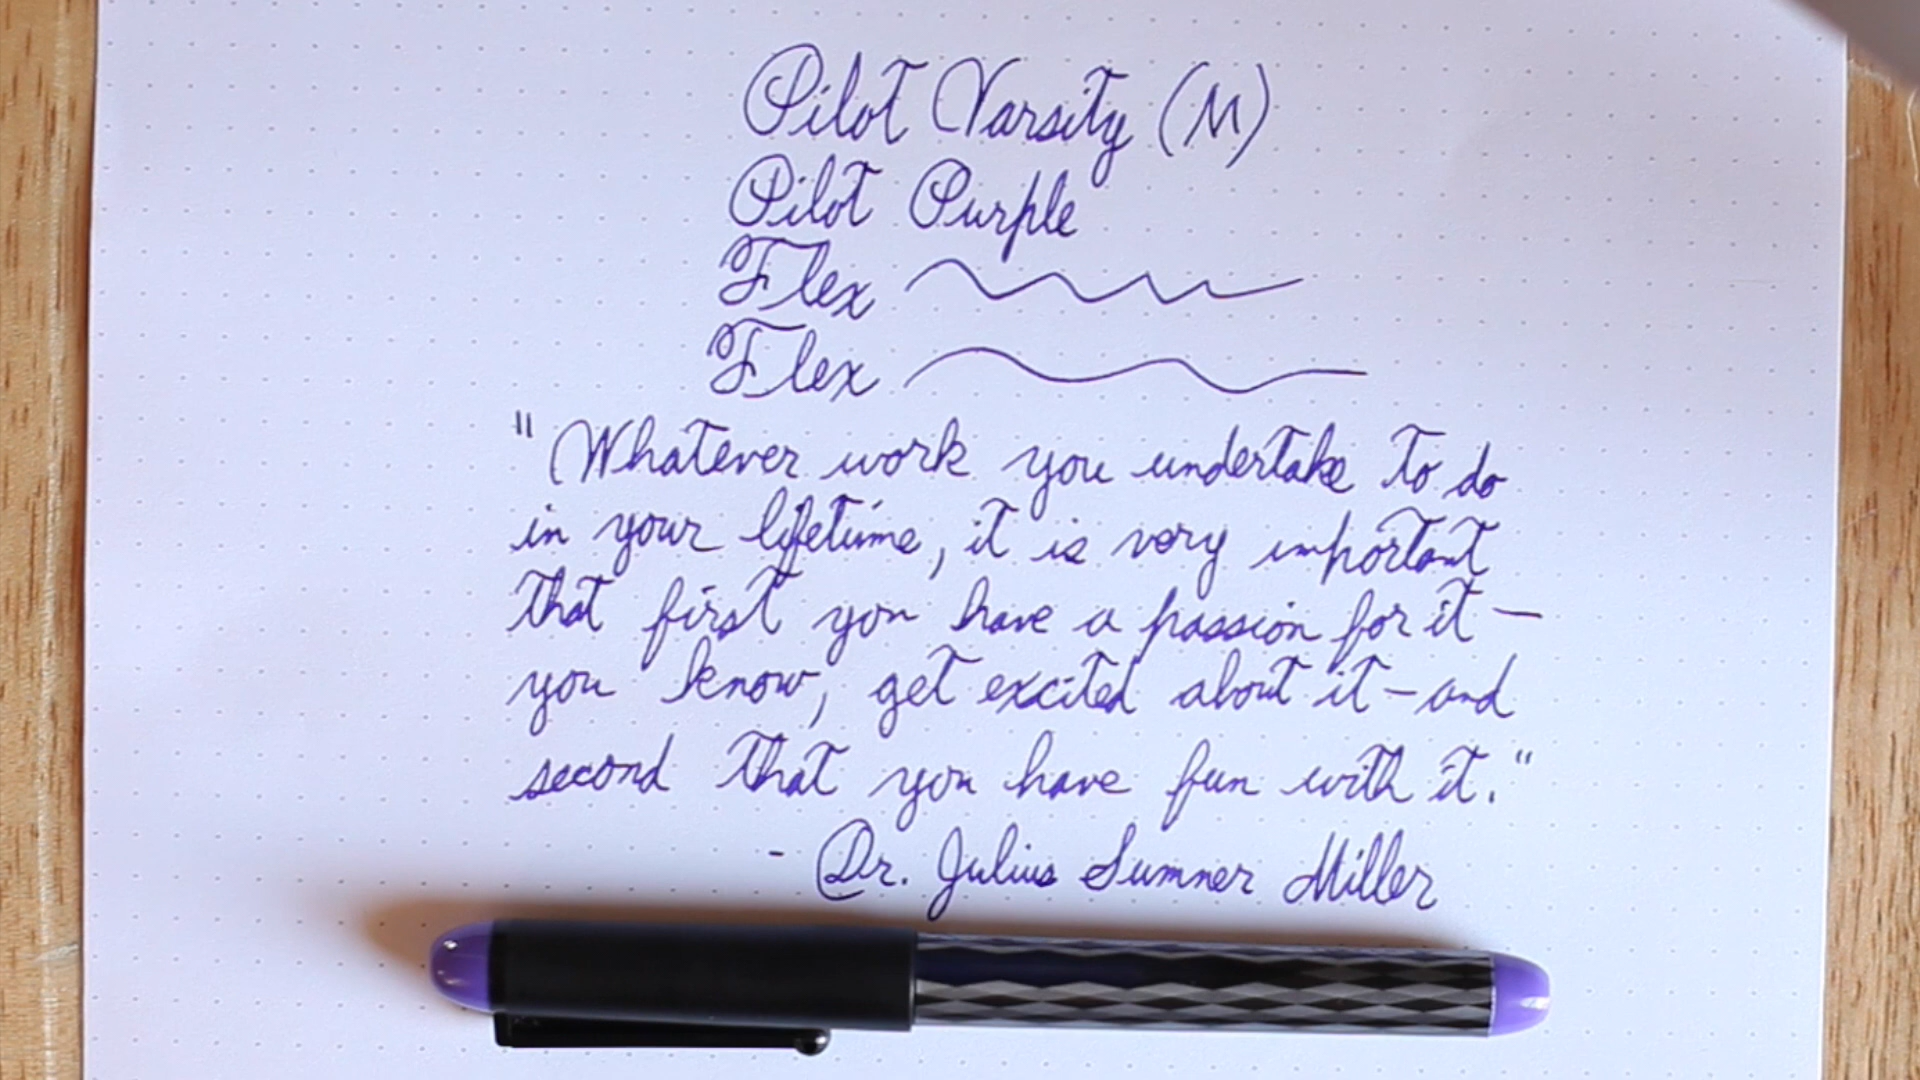 Pilot Varsity (M)
Pilot Purple
Flex
Flex
"Whatever work you undertake to do
in your lifetime, it is very important
that first you have a passion for it—
you know, get excited about it—and
second that you have fun with it."
- Dr. Julius Sumner Miller